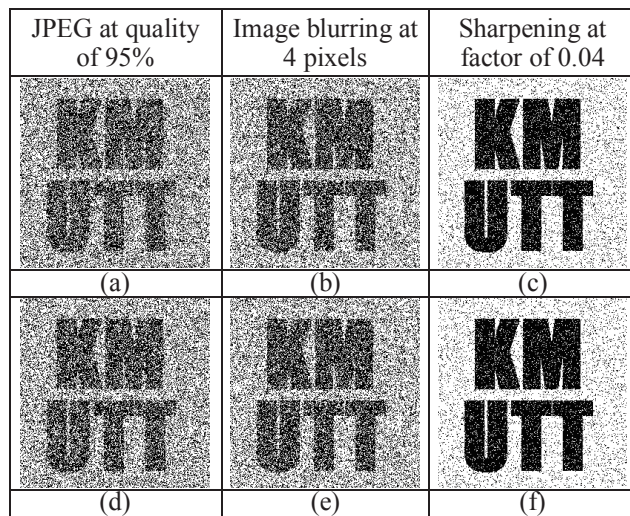 JPEG at quality of 95%
Image blurring at 4 pixels
Sharpening at factor of 0.04
KM
UTT
KM
UTT
KM
UTT
(a)
(b)
(c)
KM
UTT
KM
UTT
KM
UTT
(d)
(e)
(f)